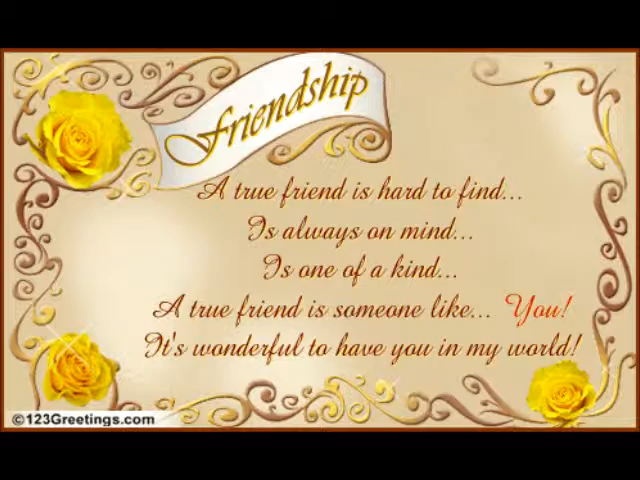 Friendship
A true friend is hard to find...
Is always on mind...
Is one of a kind...
A true friend is someone like... You!
It's wonderful to have you in my world!
©123Greetings.com